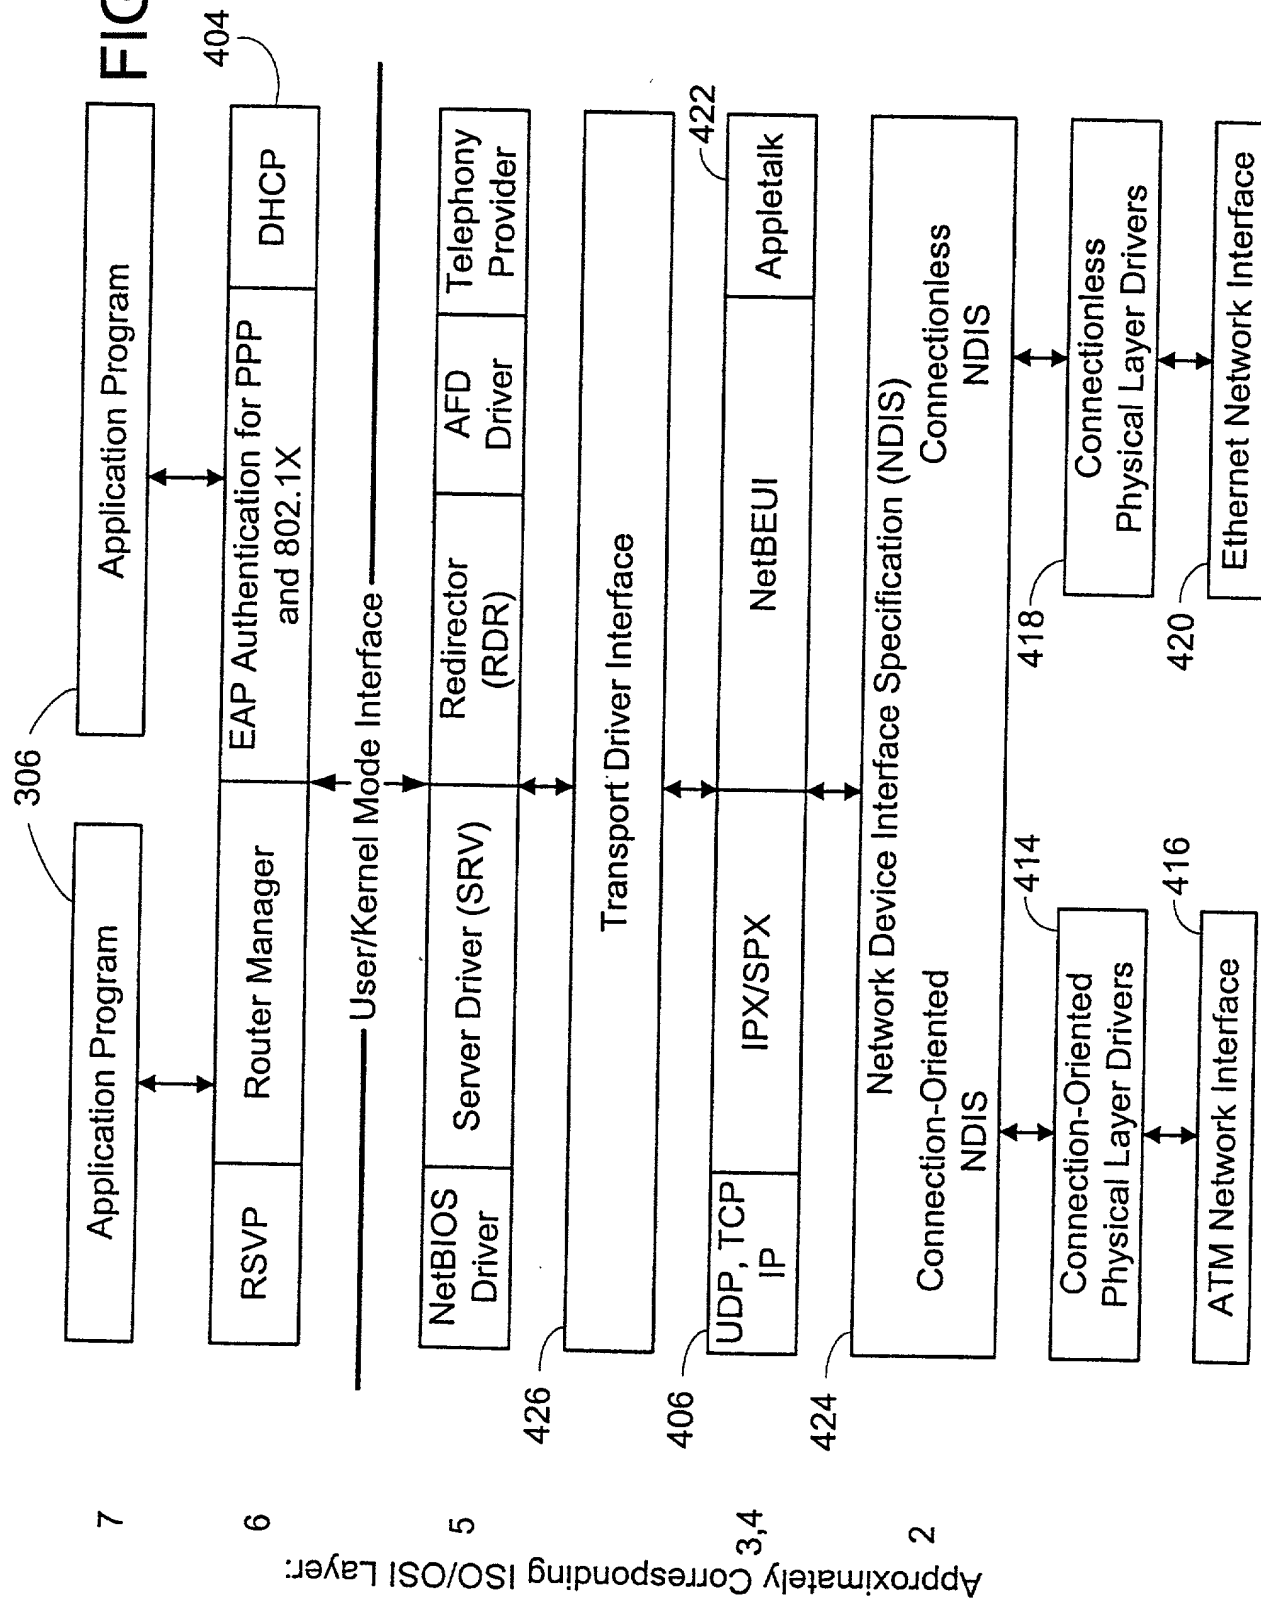 FIG
306
Application Program
Application Program
404
RSVP
Router Manager
EAP Authentication for PPP
and 802.1X
DHCP
User/Kernel Mode Interface
NetBIOS
Driver
Server Driver (SRV)
Redirector
(RDR)
AFD
Driver
Telephony
Provider
426
Transport Driver Interface
406
UDP, TCP
IP
IPX/SPX
NetBEUI
Appletalk
422
424
Network Device Interface Specification (NDIS)
Connection-Oriented
NDIS
Connectionless
NDIS
414
Connection-Oriented
Physical Layer Drivers
418
Connectionless
Physical Layer Drivers
416
ATM Network Interface
420
Ethernet Network Interface
Approximately Corresponding ISO/OSI Layer:
7
6
5
3,4
2